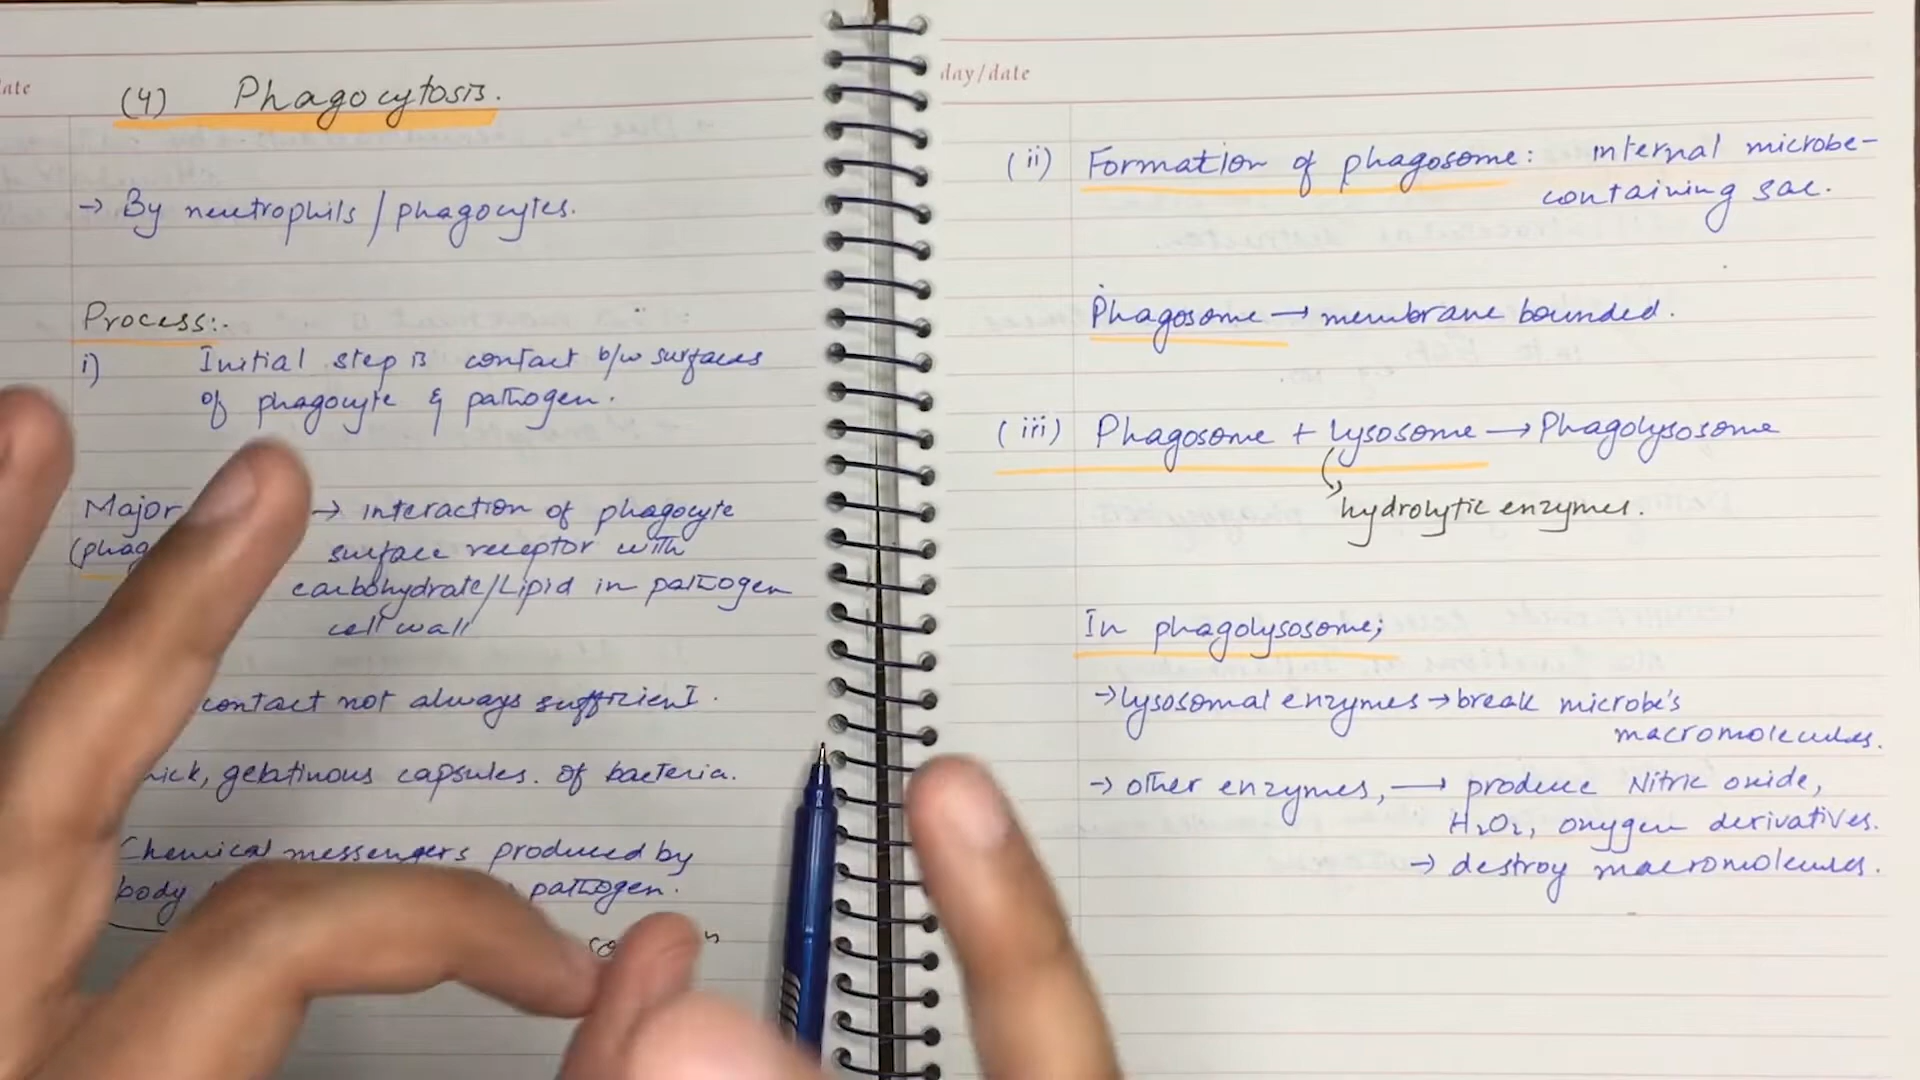 ate
(4) Phagocytosis.
→ By neutrophils / phagocytes.
Process:-
i) Initial step is contact b/w surfaces
of phagocyte & pathogen.
Major → interaction of phagocyte
(phag surface receptor with
carbohydrate/Lipid in pathogen
cell wall
contact not always sufficient.
hick, gelatinous capsules. of bacteria.
Chemical messengers produced by
body pathogen.
day/date
(ii) Formation of phagosome: internal microbe-
containing sac.
Phagosome → membrane bounded.
(iii) Phagosome + lysosome → Phagolysosome
hydrolytic enzymes.
In phagolysosome;
→ lysosomal enzymes → break microbe's
macromolecules.
→ other enzymes, → produce Nitric oxide,
H2O2, oxygen derivatives.
→ destroy macromolecules.